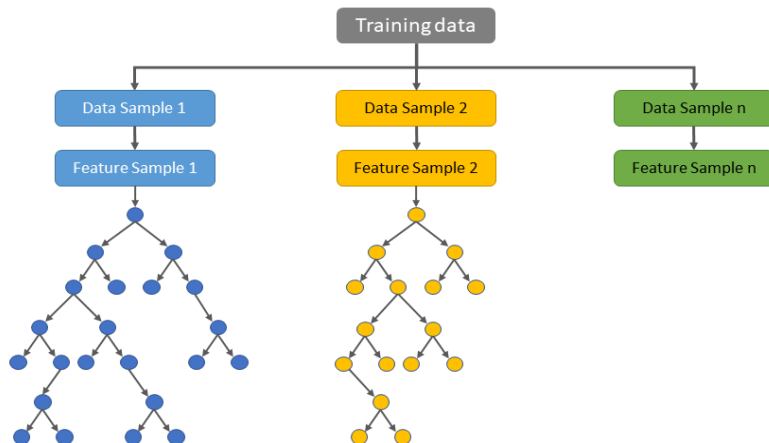 Training data
Data Sample 1
Data Sample 2
Data Sample n
Feature Sample 1
Feature Sample 2
Feature Sample n